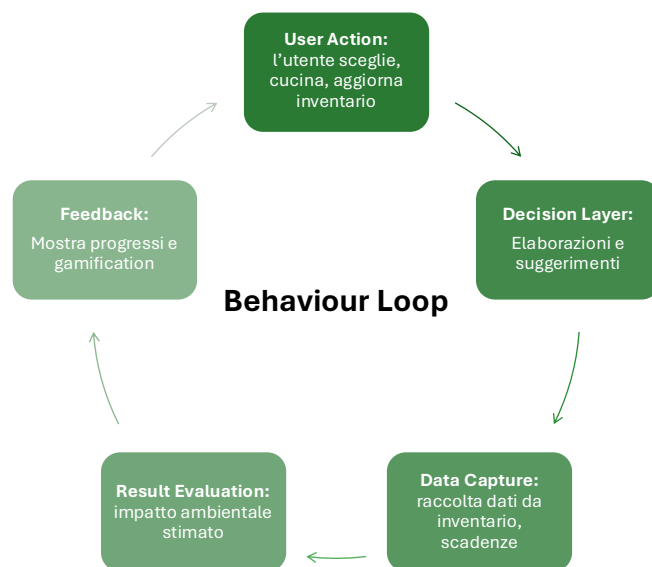 User Action:
l’utente sceglie,
cucina, aggiorna
inventario
Decision Layer:
Elaborazioni e
suggerimenti
Data Capture:
raccolta dati da
inventario,
scadenze
Result Evaluation:
impatto ambientale
stimato
Feedback:
Mostra progressi e
gamification
Behaviour Loop